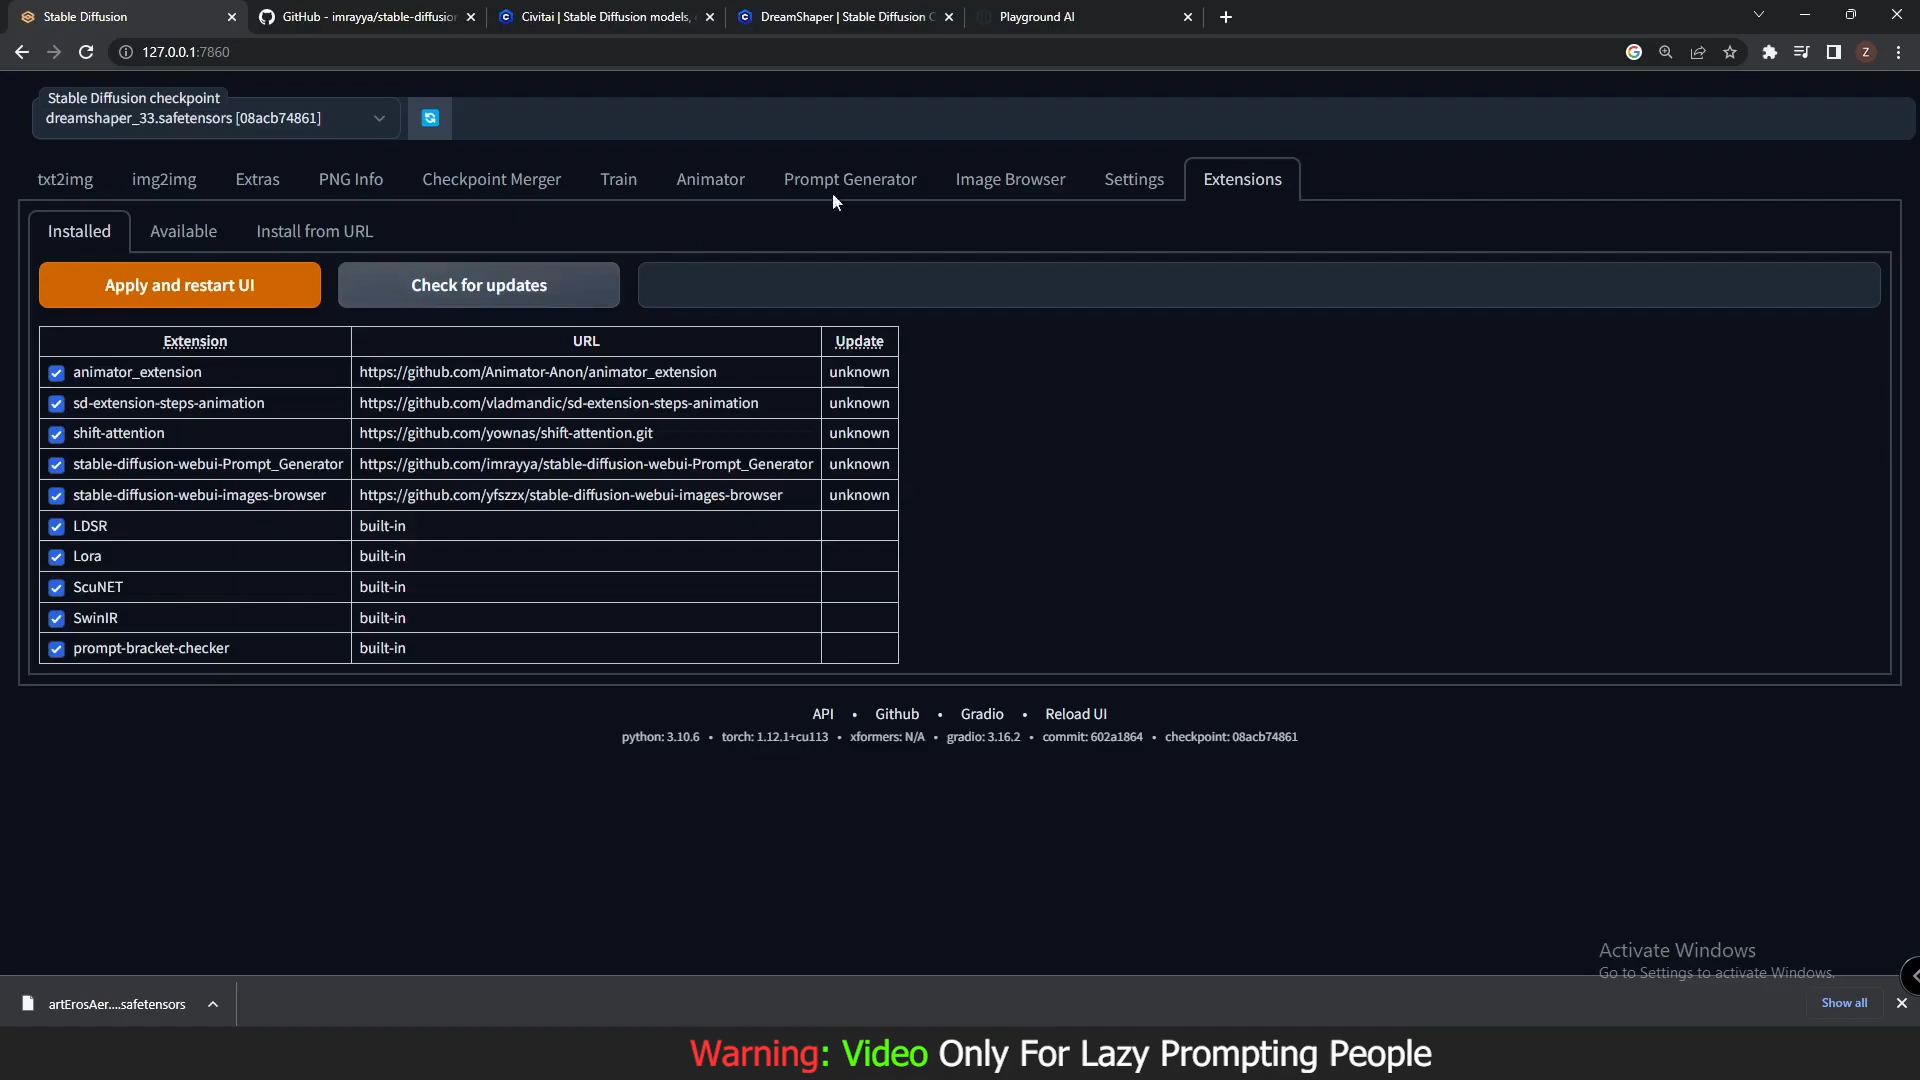 Stable Diffusion
GitHub - imrayya/stable-diffusion
Civitai | Stable Diffusion models,
DreamShaper | Stable Diffusion C
Playground AI
127.0.0.1:7860
Z
Stable Diffusion checkpoint
dreamshaper_33.safetensors [08acb74861]
txt2img
img2img
Extras
PNG Info
Checkpoint Merger
Train
Animator
Prompt Generator
Image Browser
Settings
Extensions
Installed
Available
Install from URL
Apply and restart UI
Check for updates
Extension URL Update
animator_extension https://github.com/Animator-Anon/animator_extension unknown
sd-extension-steps-animation https://github.com/vladmandic/sd-extension-steps-animation unknown
shift-attention https://github.com/yownas/shift-attention.git unknown
stable-diffusion-webui-Prompt_Generator https://github.com/imrayya/stable-diffusion-webui-Prompt_Generator unknown
stable-diffusion-webui-images-browser https://github.com/yfszzx/stable-diffusion-webui-images-browser unknown
LDSR built-in
Lora built-in
ScuNET built-in
SwinIR built-in
prompt-bracket-checker built-in
API • Github • Gradio • Reload UI
python: 3.10.6 • torch: 1.12.1+cu113 • xformers: N/A • gradio: 3.16.2 • commit: 602a1864 • checkpoint: 08acb74861
Activate Windows
Go to Settings to activate Windows.
artErosAer....safetensors
Show all
Warning: Video Only For Lazy Prompting People